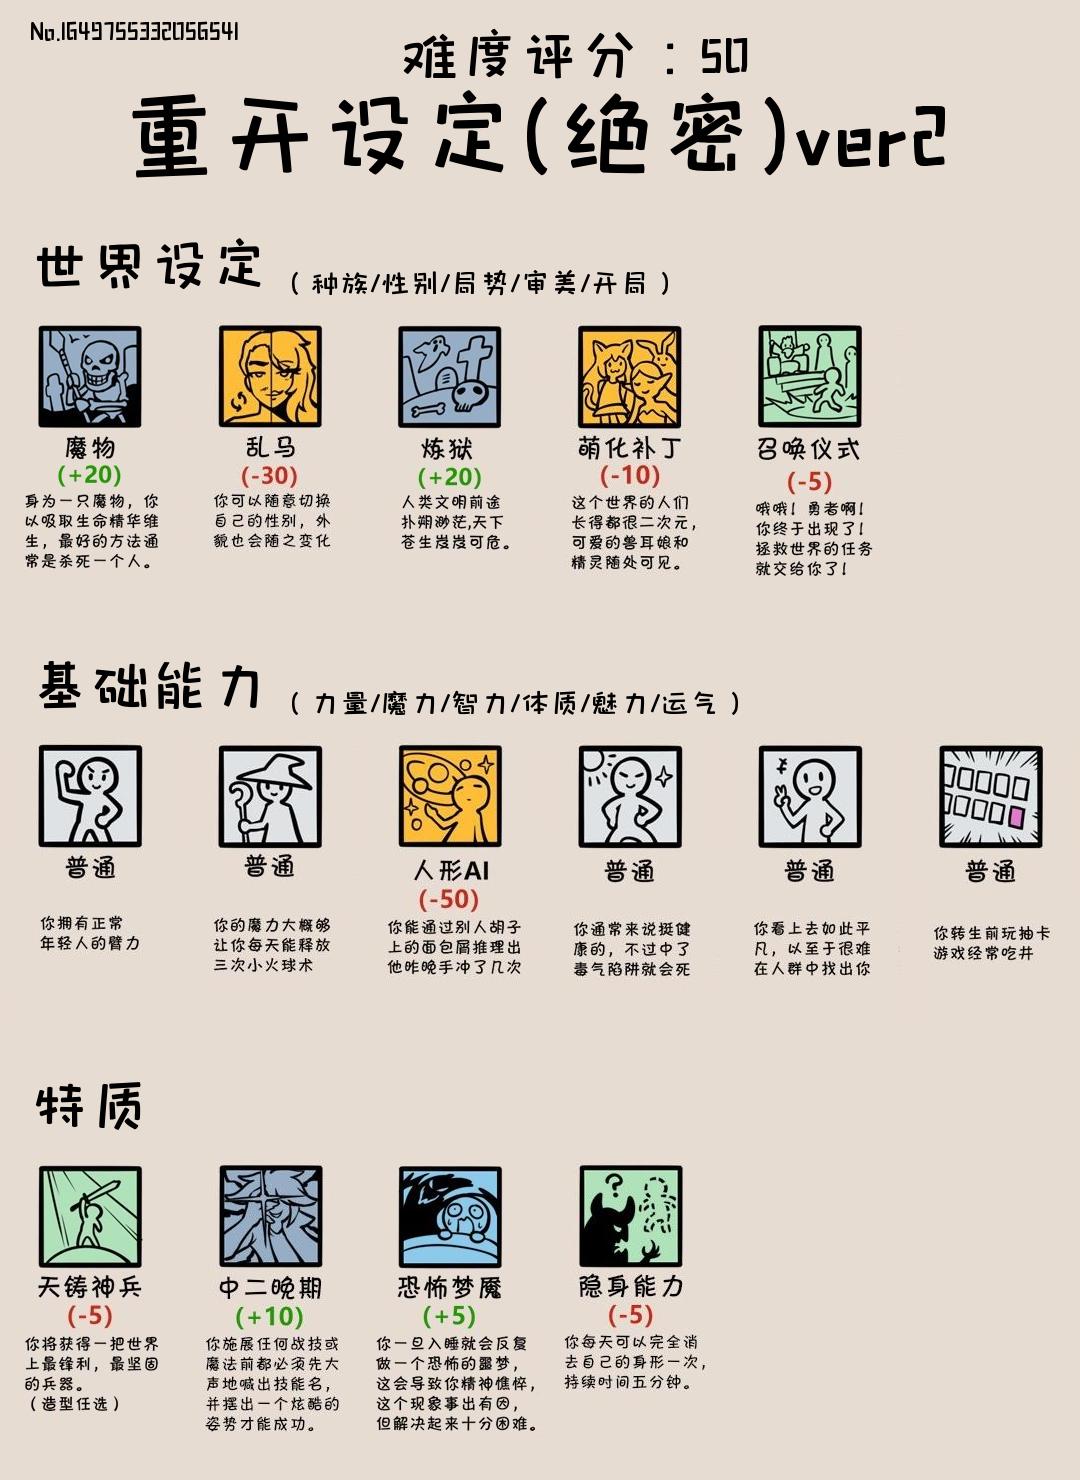 No.1649755332056541
难度评分：50
重开设定(绝密)ver2
世界设定（种族/性别/局势/审美/开局）
魔物
(+20)
身为一只魔物，你
以吸取生命精华维
生，最好的方法通
常是杀死一个人。
乱马
(-30)
你可以随意切换
自己的性别，外
貌也会随之变化
炼狱
(+20)
人类文明前途
扑朔渺茫,天下
苍生岌岌可危。
萌化补丁
(-10)
这个世界的人们
长得都很二次元，
可爱的兽耳娘和
精灵随处可见。
召唤仪式
(-5)
哦哦！勇者啊！
你终于出现了！
拯救世界的任务
就交给你了！
基础能力（力量/魔力/智力/体质/魅力/运气）
普通
你拥有正常
年轻人的臂力
普通
你的魔力大概够
让你每天能释放
三次小火球术
人形AI
(-50)
你能通过别人胡子
上的面包屑推理出
他昨晚手冲了几次
普通
你通常来说挺健
康的，不过中了
毒气陷阱就会死
普通
你看上去如此平
凡，以至于很难
在人群中找出你
普通
你转生前玩抽卡
游戏经常吃井
特质
天铸神兵
(-5)
你将获得一把世界
上最锋利，最坚固
的兵器。
（造型任选）
中二晚期
(+10)
你施展任何战技或
魔法前都必须先大
声地喊出技能名，
并摆出一个炫酷的
姿势才能成功。
恐怖梦魇
(+5)
你一旦入睡就会反复
做一个恐怖的噩梦，
这会导致你精神憔悴，
这个现象事出有因，
但解决起来十分困难。
隐身能力
(-5)
你每天可以完全消
去自己的身形一次，
持续时间五分钟。